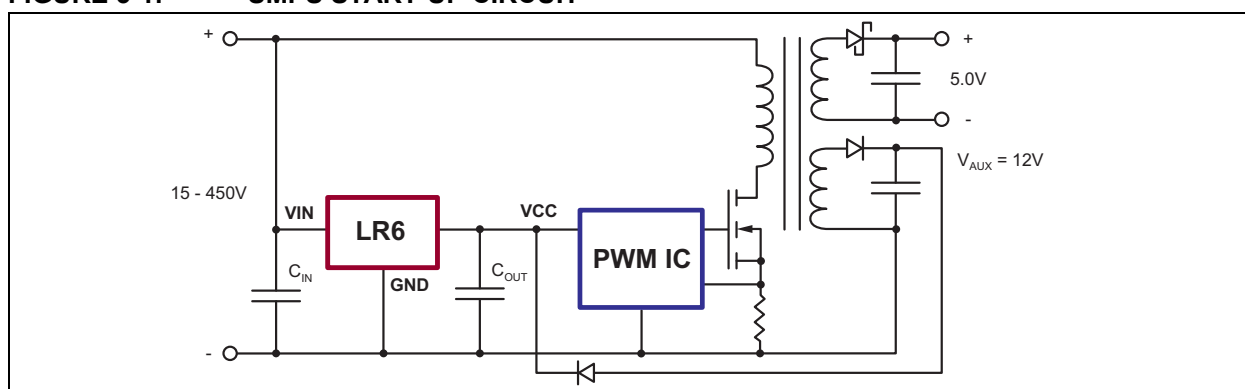 +
+
5.0V
-
V_AUX = 12V
15 - 450V
VIN
LR6
VCC
PWM IC
C_IN
GND
C_OUT
-